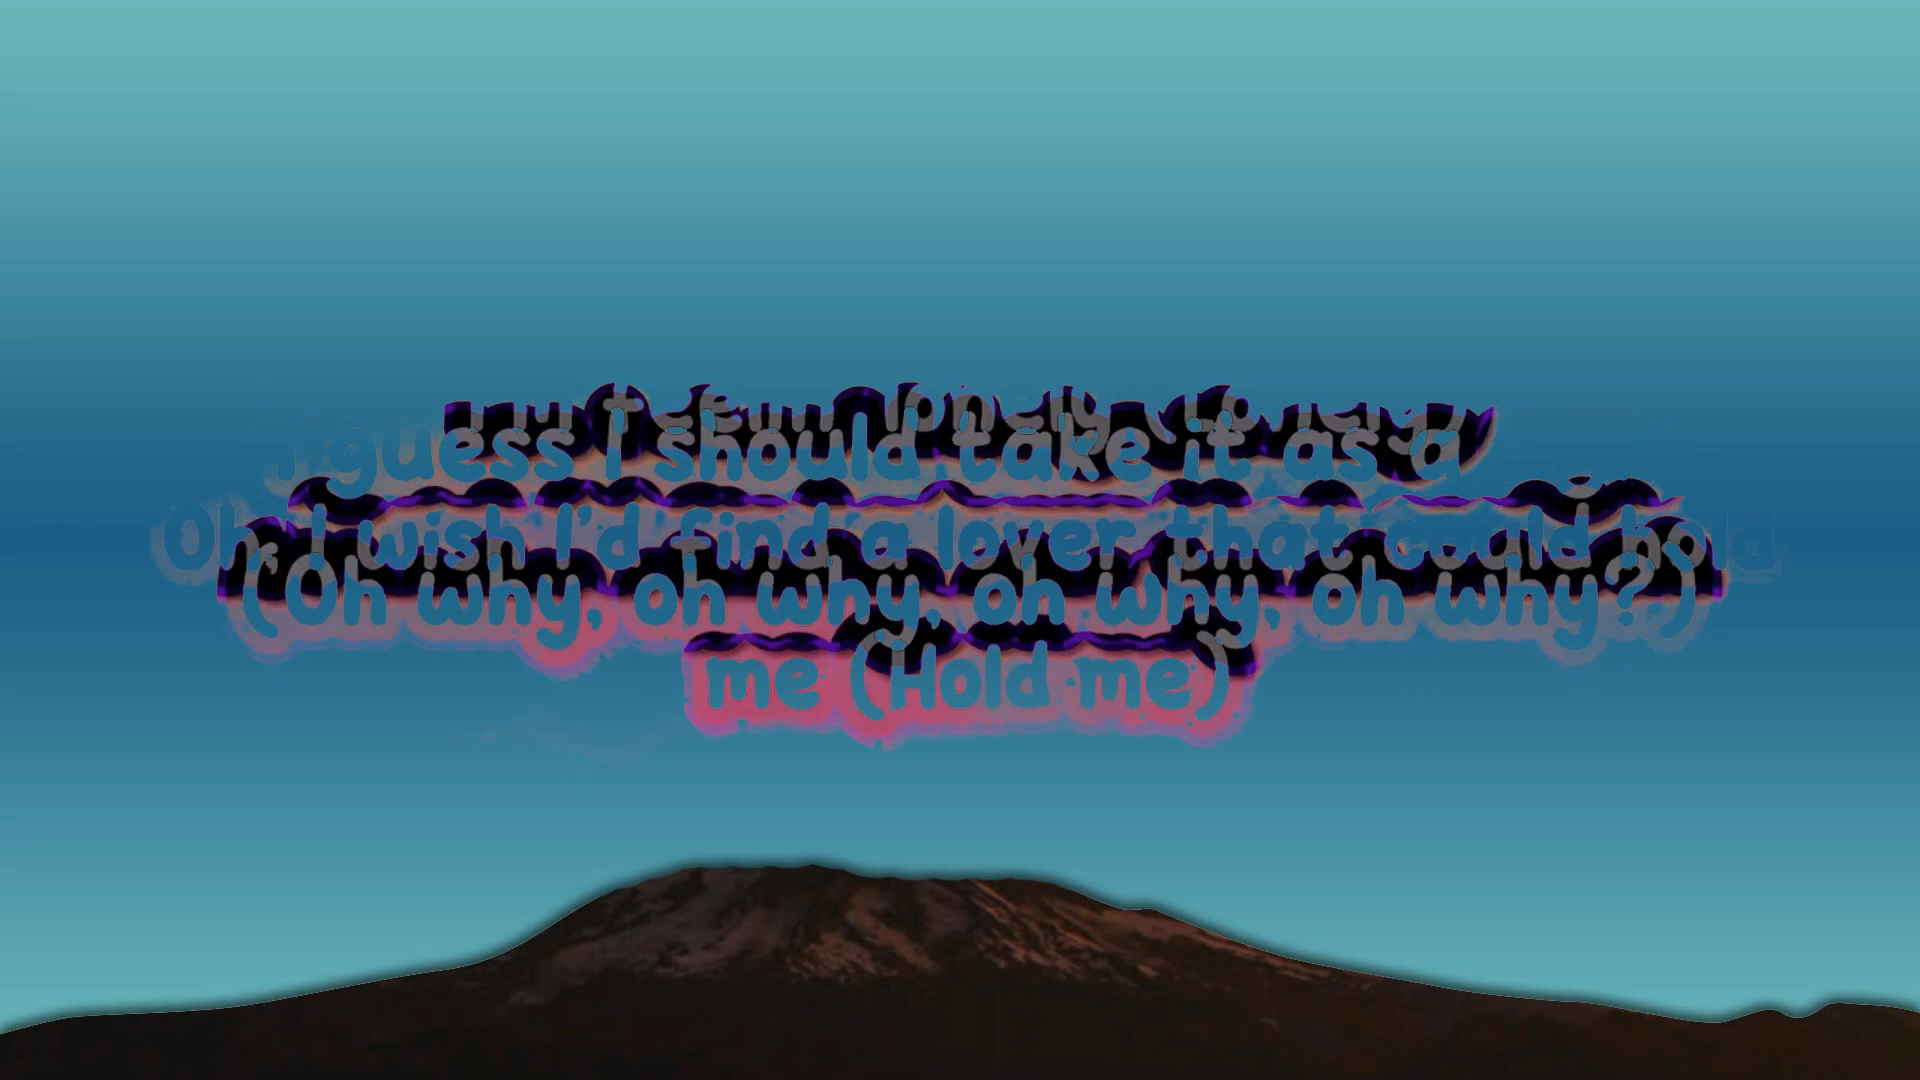 I guess I should take it as a
Oh, I wish I'd find a lover that could hold
(Oh why, oh why, oh why, oh why?)
me (Hold me)